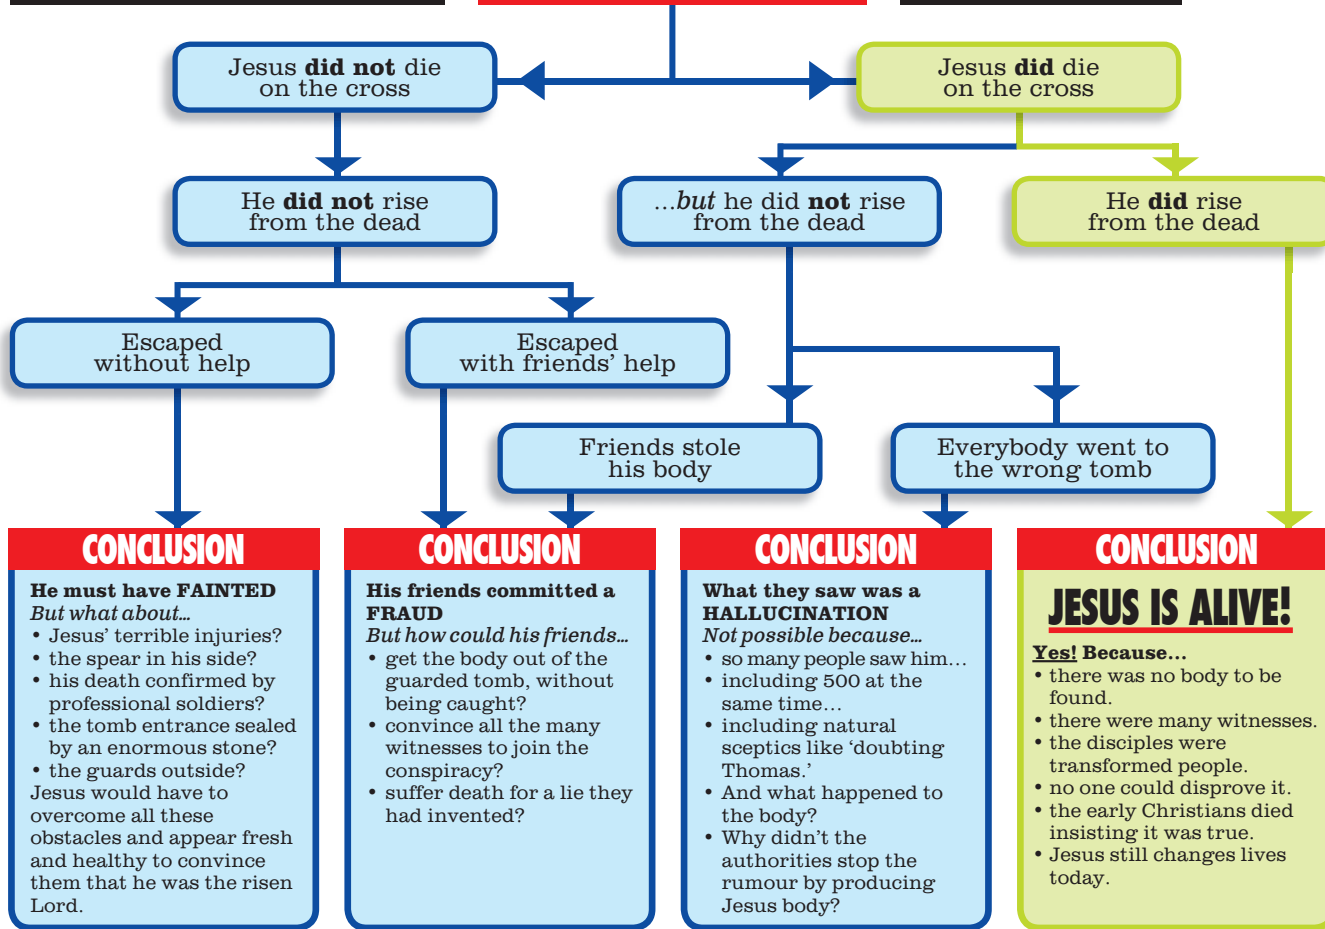 Jesus did not die
on the cross
Jesus did die
on the cross
He did not rise
from the dead
...but he did not rise
from the dead
He did rise
from the dead
Escaped
without help
Escaped
with friends’ help
Friends stole
his body
Everybody went to
the wrong tomb
CONCLUSION
He must have FAINTED
But what about...
• Jesus’ terrible injuries?
• the spear in his side?
• his death confirmed by
professional soldiers?
• the tomb entrance sealed
by an enormous stone?
• the guards outside?
Jesus would have to
overcome all these
obstacles and appear fresh
and healthy to convince
them that he was the risen
Lord.
CONCLUSION
His friends committed a
FRAUD
But how could his friends...
• get the body out of the
guarded tomb, without
being caught?
• convince all the many
witnesses to join the
conspiracy?
• suffer death for a lie they
had invented?
CONCLUSION
What they saw was a
HALLUCINATION
Not possible because...
• so many people saw him...
• including 500 at the
same time...
• including natural
sceptics like ‘doubting
Thomas.’
• And what happened to
the body?
• Why didn’t the
authorities stop the
rumour by producing
Jesus body?
CONCLUSION
JESUS IS ALIVE!
Yes! Because...
• there was no body to be
found.
• there were many witnesses.
• the disciples were
transformed people.
• no one could disprove it.
• the early Christians died
insisting it was true.
• Jesus still changes lives
today.